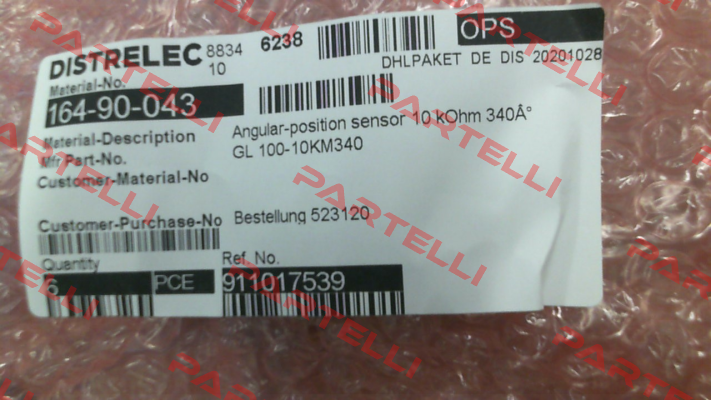 DISTRELEC 8834 6238 OPS
10 DHLPAKET DE DIS 20201028
Material-No.
164-90-043
Material-Description Angular-position sensor 10 kOhm 340Â°
Mfr Part-No. GL 100-10KM340
Customer-Material-No
Customer-Purchase-No Bestellung 523120
Quantity Ref. No.
6 PCE 911017539
PARTELLI
PARTELLI
PARTELLI
PARTELLI
PARTELLI
PARTELLI
PARTELLI